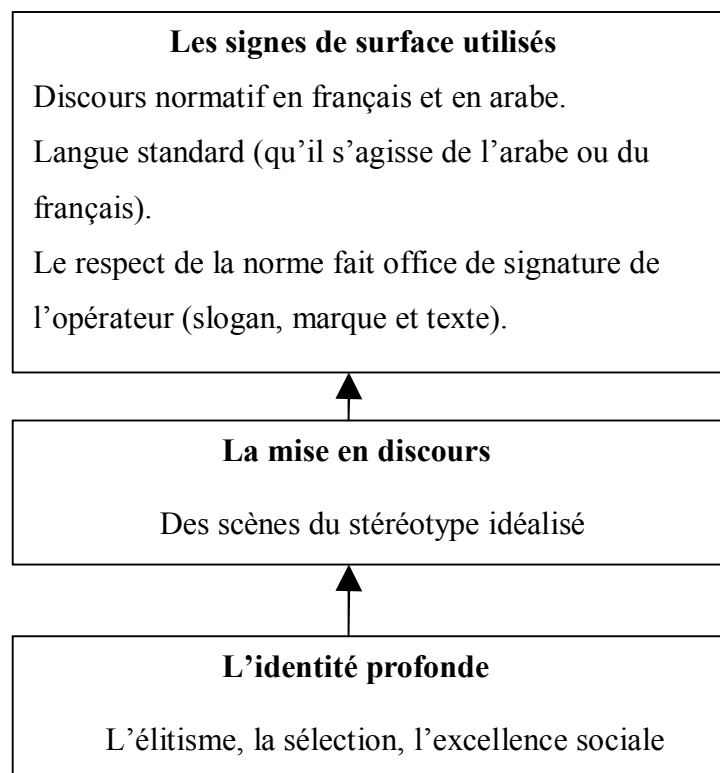 Les signes de surface utilisés
Discours normatif en français et en arabe.
Langue standard (qu’il s’agisse de l’arabe ou du
français).
Le respect de la norme fait office de signature de
l’opérateur (slogan, marque et texte).
La mise en discours
Des scènes du stéréotype idéalisé
L’identité profonde
L’élitisme, la sélection, l’excellence sociale